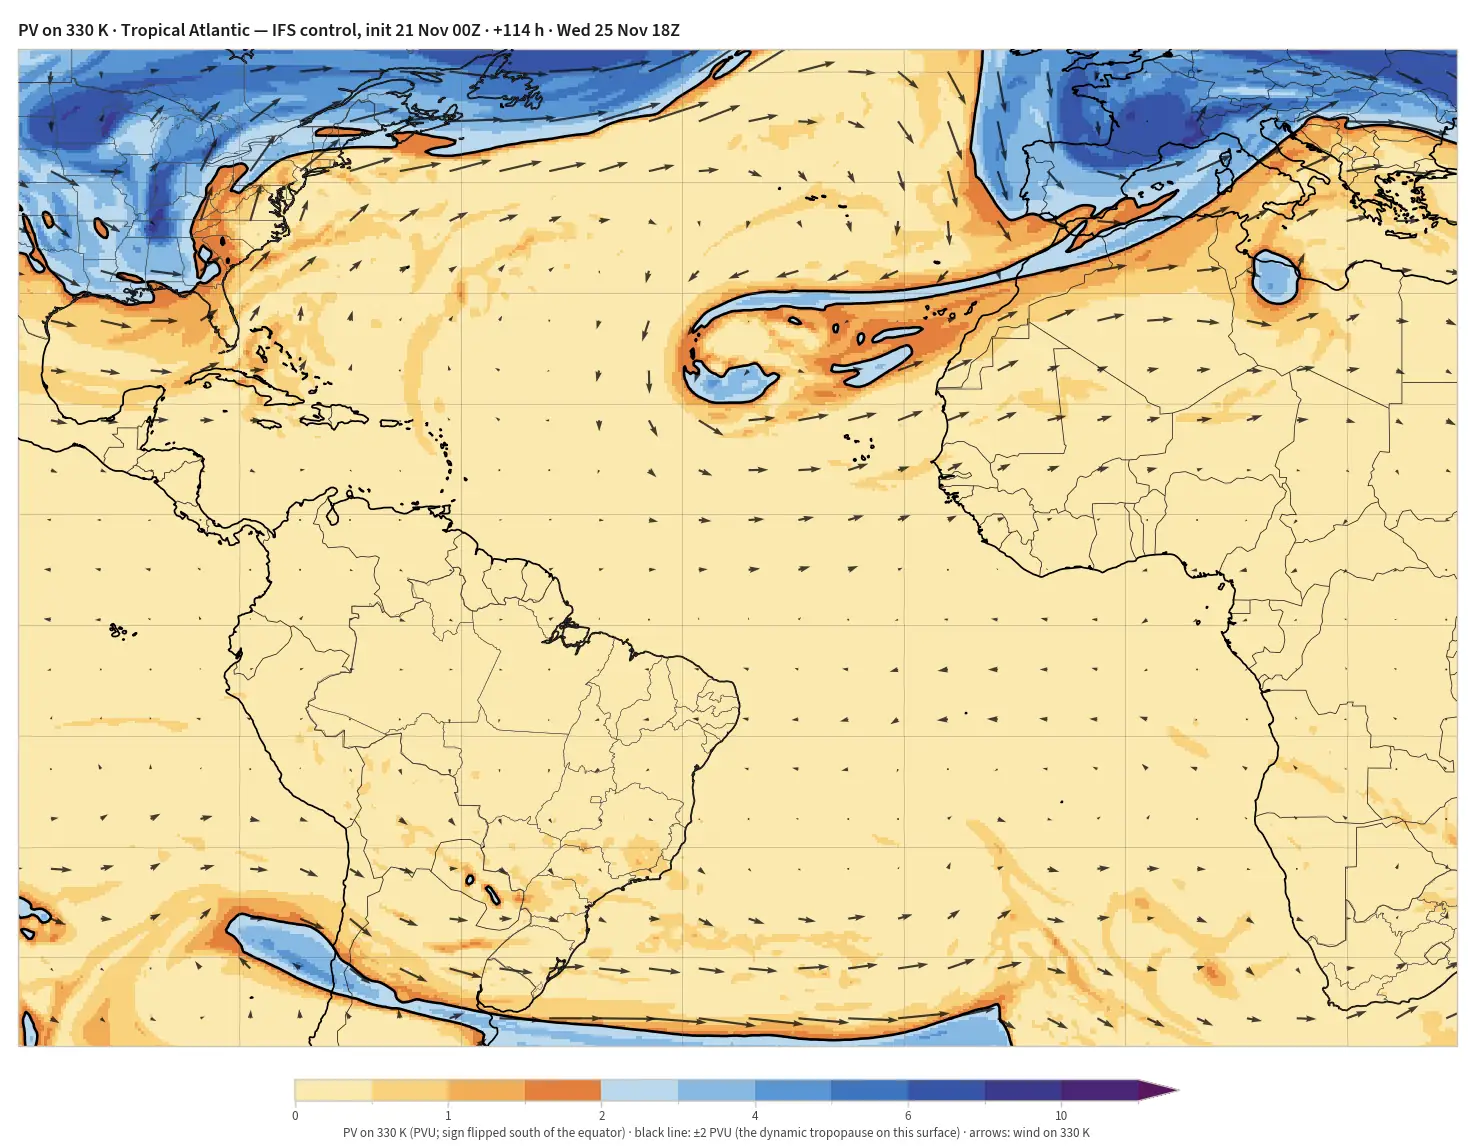 PV on 330 K · Tropical Atlantic — IFS control, init 21 Nov 00Z · +114 h · Wed 25 Nov 18Z
0 1 2 4 6 8 10
PV on 330 K (PVU; sign flipped south of the equator) · black line: ±2 PVU (the dynamic tropopause on this surface) · arrows: wind on 330 K